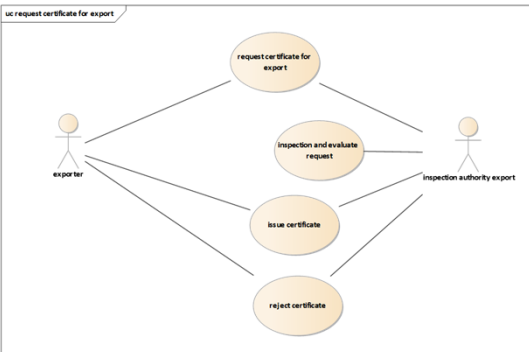 uc request certificate for export
request certificate for
export
inspection and evaluate
request
exporter
inspection authority export
issue certificate
reject certificate